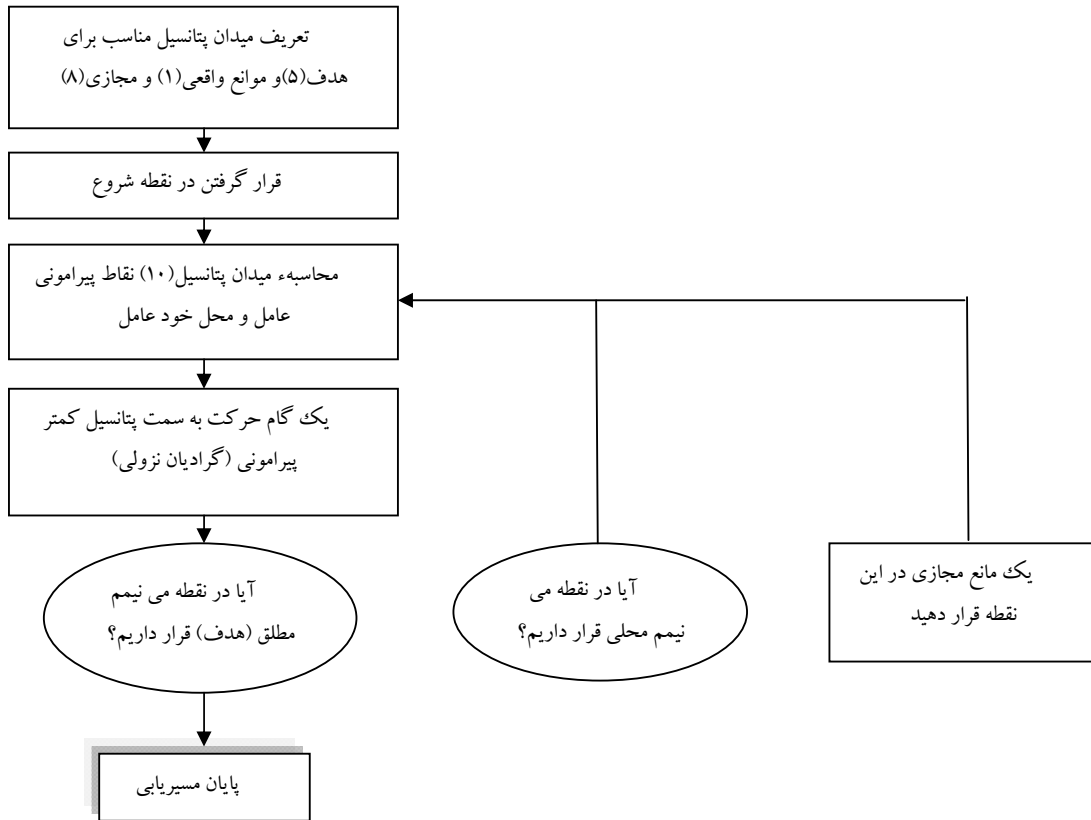 تعریف میدان پتانسیل مناسب برای
هدف(۵)و موانع واقعی(۱) و مجازی(۸)
قرار گرفتن در نقطه شروع
محاسبهء میدان پتانسیل(۱۰) نقاط پیرامونی
عامل و محل خود عامل
یک گام حرکت به سمت پتانسیل کمتر
پیرامونی (گرادیان نزولی)
آیا در نقطه می نیمم
مطلق (هدف) قرار داریم؟
آیا در نقطه می
نیمم محلی قرار داریم؟
یک مانع مجازی در این
نقطه قرار دهید
پایان مسیریابی